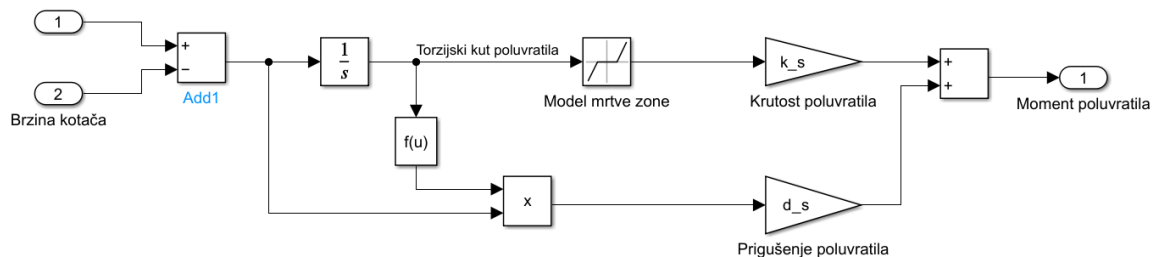 1
2
Brzina kotača
+
−
Add1
1
s
Torzijski kut poluvratila
Model mrtve zone
f(u)
x
k_s
Krutost poluvratila
d_s
Prigušenje poluvratila
+
+
1
Moment poluvratila